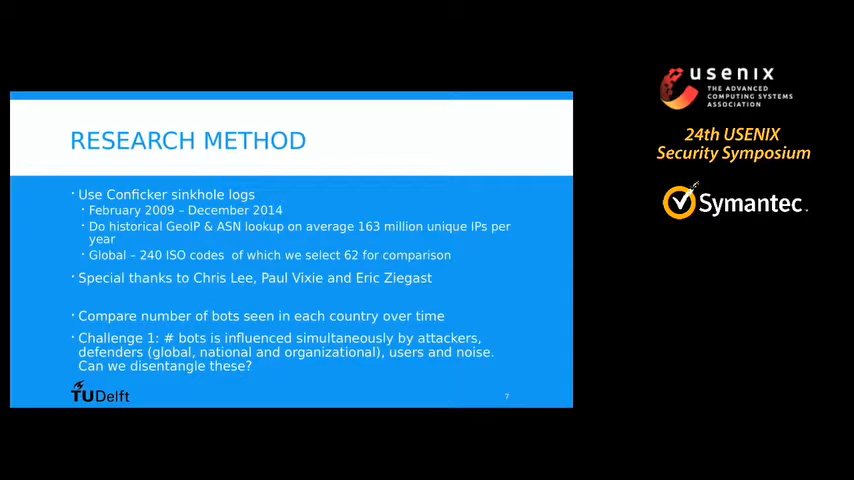 RESEARCH METHOD
· Use Conficker sinkhole logs
· February 2009 – December 2014
· Do historical GeoIP & ASN lookup on average 163 million unique IPs per
year
· Global – 240 ISO codes of which we select 62 for comparison
· Special thanks to Chris Lee, Paul Vixie and Eric Ziegast
· Compare number of bots seen in each country over time
· Challenge 1: # bots is influenced simultaneously by attackers,
defenders (global, national and organizational), users and noise.
Can we disentangle these?
TUDelft
7
usenix
THE ADVANCED
COMPUTING SYSTEMS
ASSOCIATION
24th USENIX
Security Symposium
Symantec.